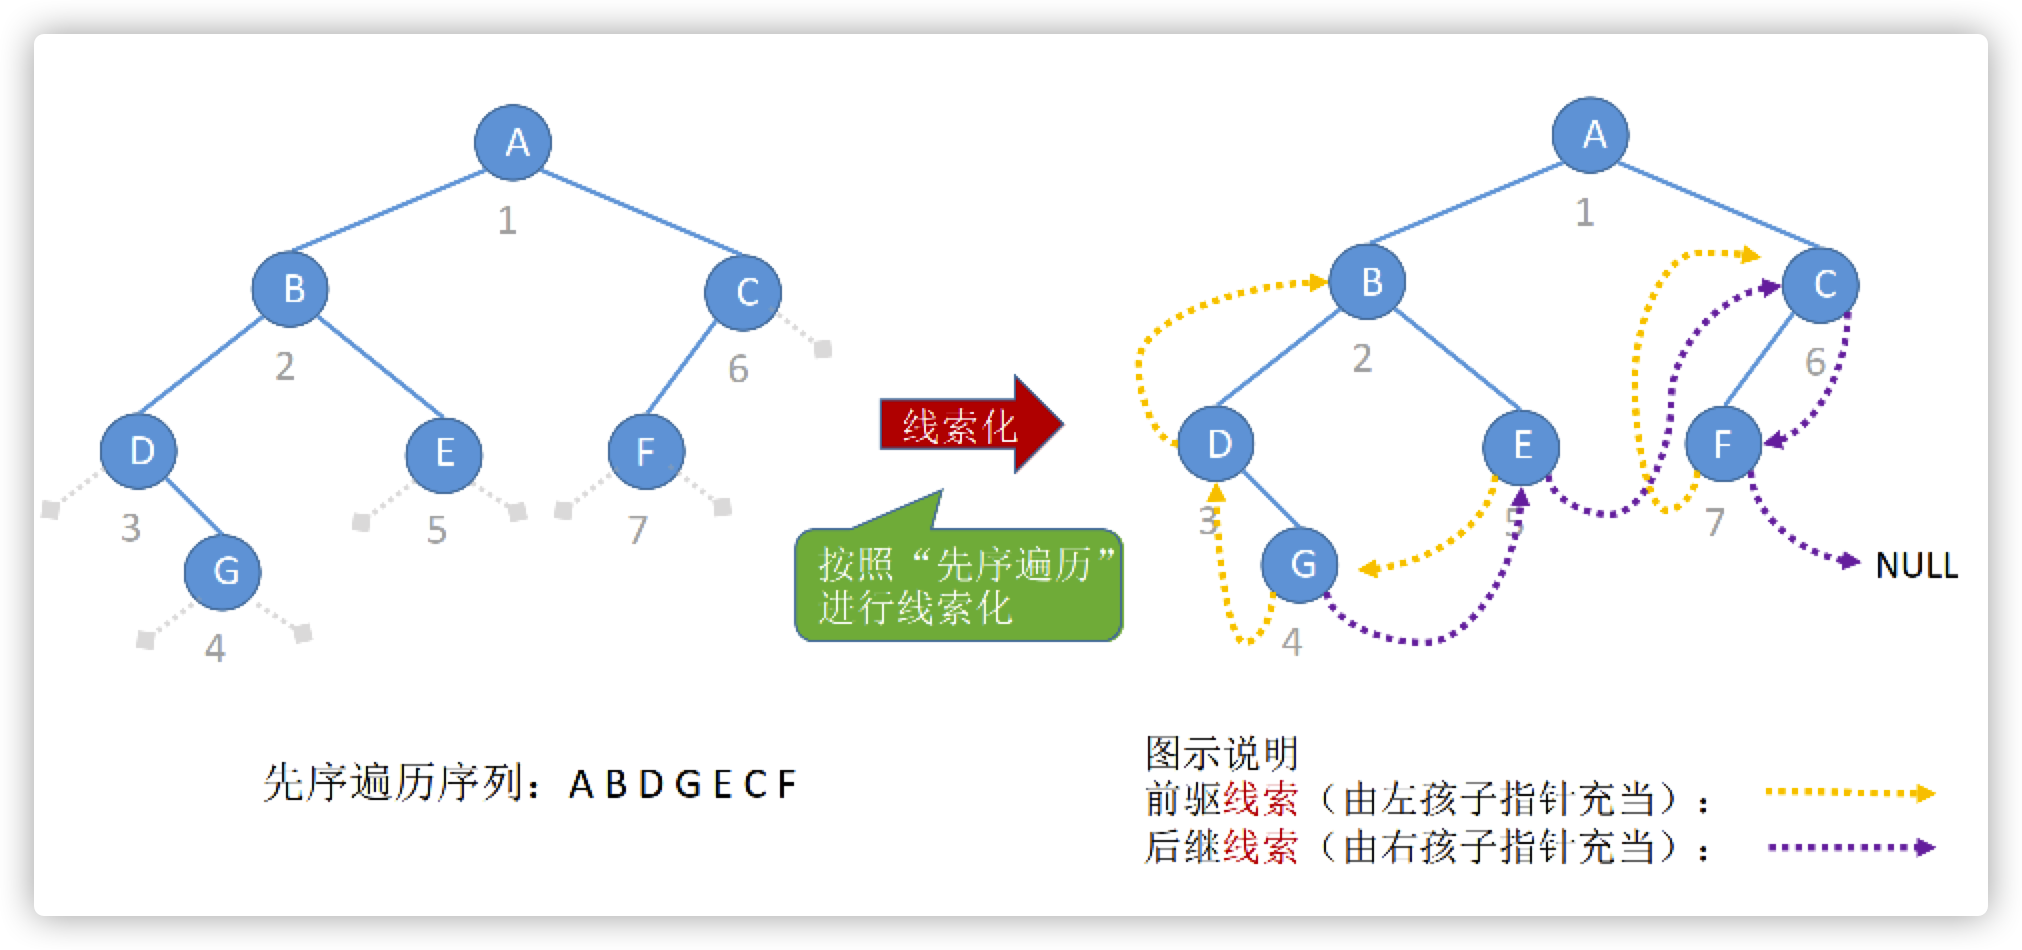 A
1
B
C
2
6
D
E
F
3
5
7
G
4
先序遍历序列：A B D G E C F
线索化
按照“先序遍历”
进行线索化
A
1
B
C
2
6
D
E
F
3
5
7
G
NULL
4
图示说明
前驱线索（由左孩子指针充当）：
后继线索（由右孩子指针充当）：